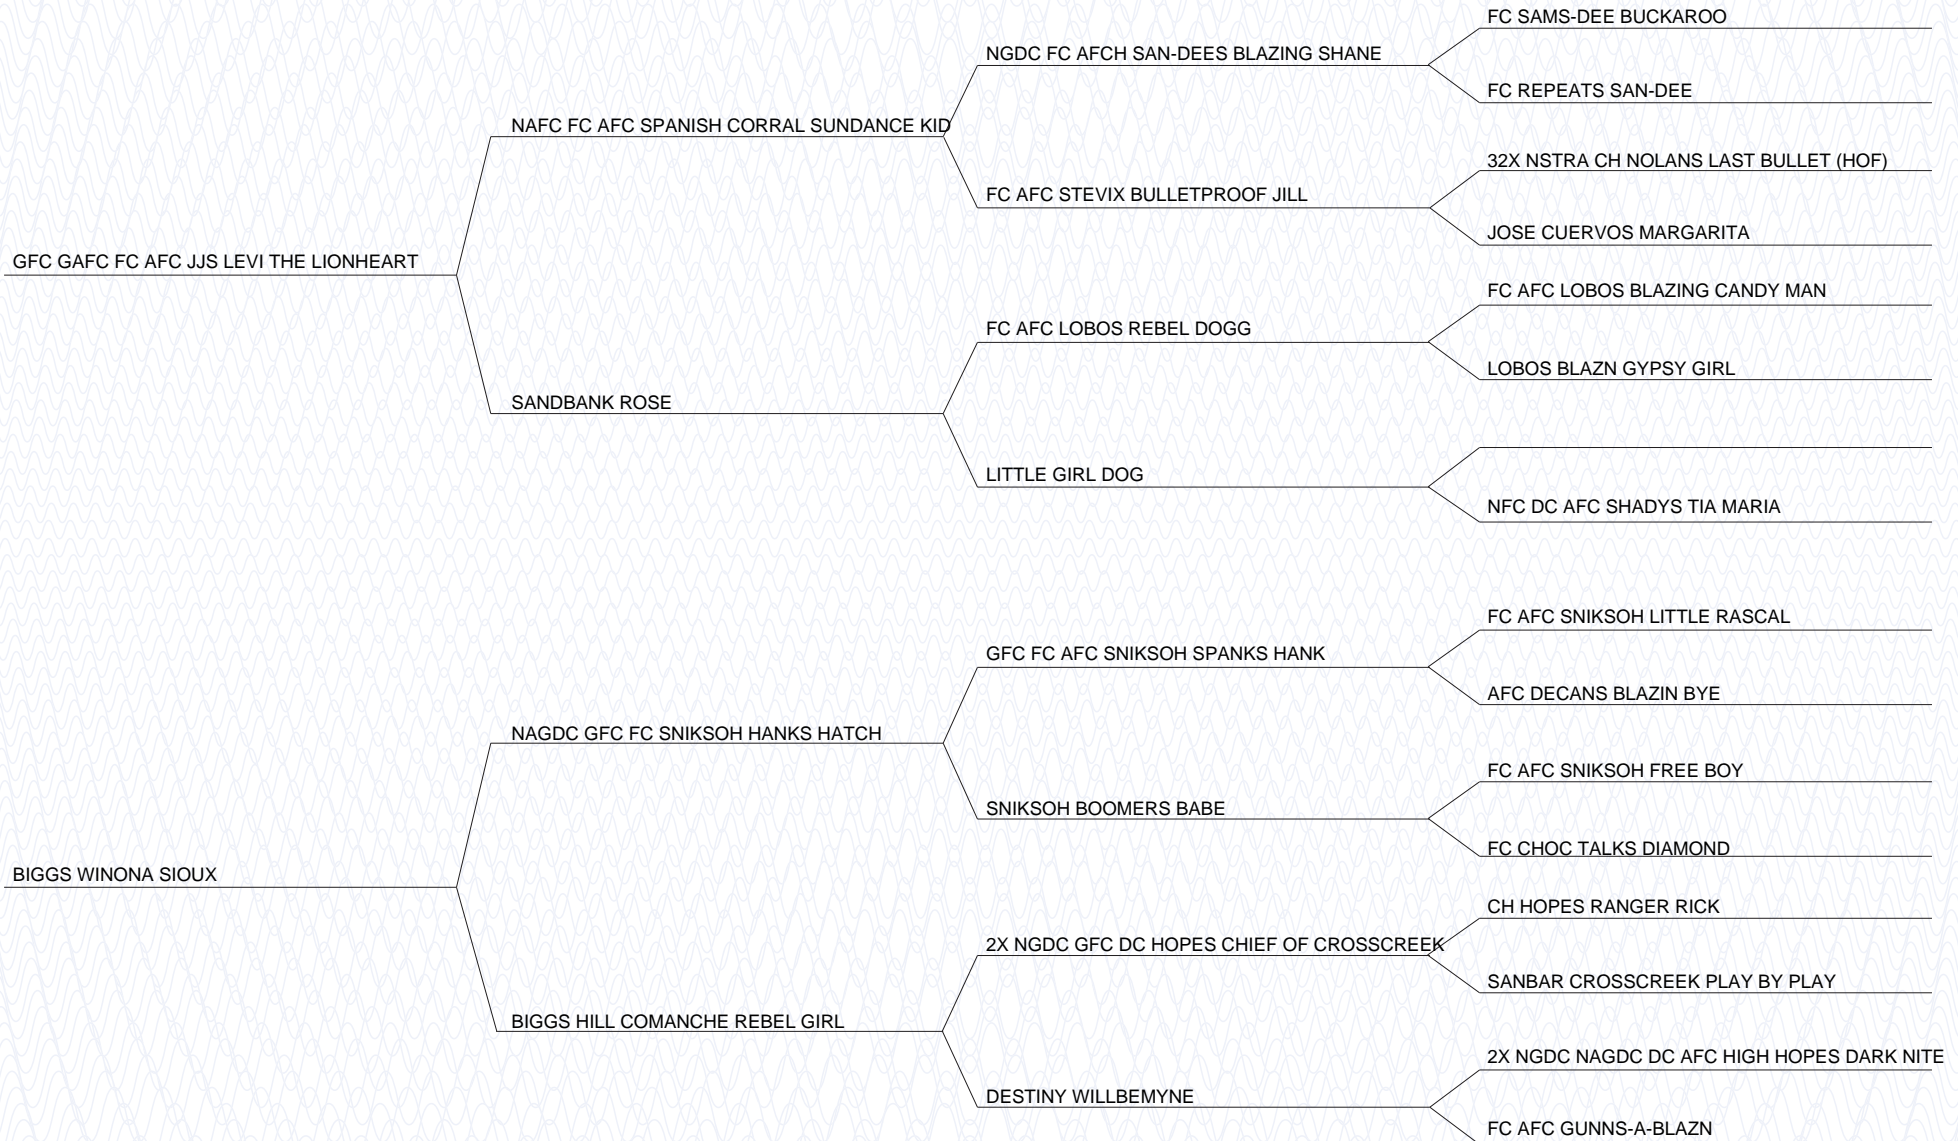 FC SAMS-DEE BUCKAROO
NGDC FC AFCH SAN-DEES BLAZING SHANE
FC REPEATS SAN-DEE
NAFC FC AFC SPANISH CORRAL SUNDANCE KID
32X NSTRA CH NOLANS LAST BULLET (HOF)
FC AFC STEVIX BULLETPROOF JILL
JOSE CUERVOS MARGARITA
GFC GAFC FC AFC JJS LEVI THE LIONHEART
FC AFC LOBOS BLAZING CANDY MAN
FC AFC LOBOS REBEL DOGG
LOBOS BLAZN GYPSY GIRL
SANDBANK ROSE
LITTLE GIRL DOG
NFC DC AFC SHADYS TIA MARIA
FC AFC SNIKSOH LITTLE RASCAL
GFC FC AFC SNIKSOH SPANKS HANK
AFC DECANS BLAZIN BYE
NAGDC GFC FC SNIKSOH HANKS HATCH
FC AFC SNIKSOH FREE BOY
SNIKSOH BOOMERS BABE
FC CHOC TALKS DIAMOND
BIGGS WINONA SIOUX
CH HOPES RANGER RICK
2X NGDC GFC DC HOPES CHIEF OF CROSSCREEK
SANBAR CROSSCREEK PLAY BY PLAY
BIGGS HILL COMANCHE REBEL GIRL
2X NGDC NAGDC DC AFC HIGH HOPES DARK NITE
DESTINY WILLBEMYNE
FC AFC GUNNS-A-BLAZN